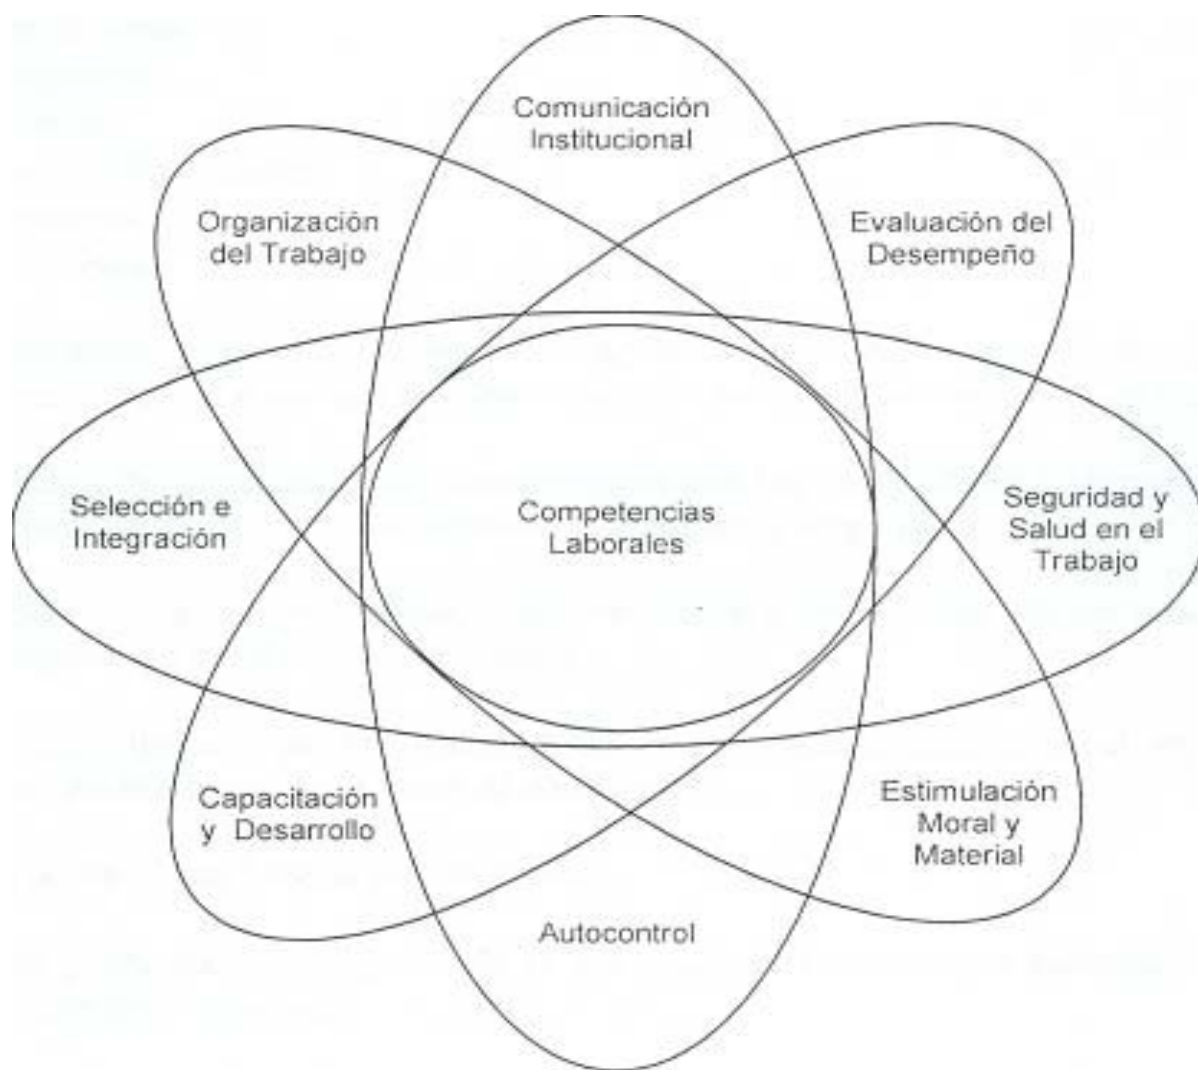 Comunicación
Institucional
Organización
del Trabajo
Evaluación del
Desempeño
Selección e
Integración
Competencias
Laborales
Seguridad y
Salud en el
Trabajo
Capacitación
y Desarrollo
Estimulación
Moral y
Material
Autocontrol